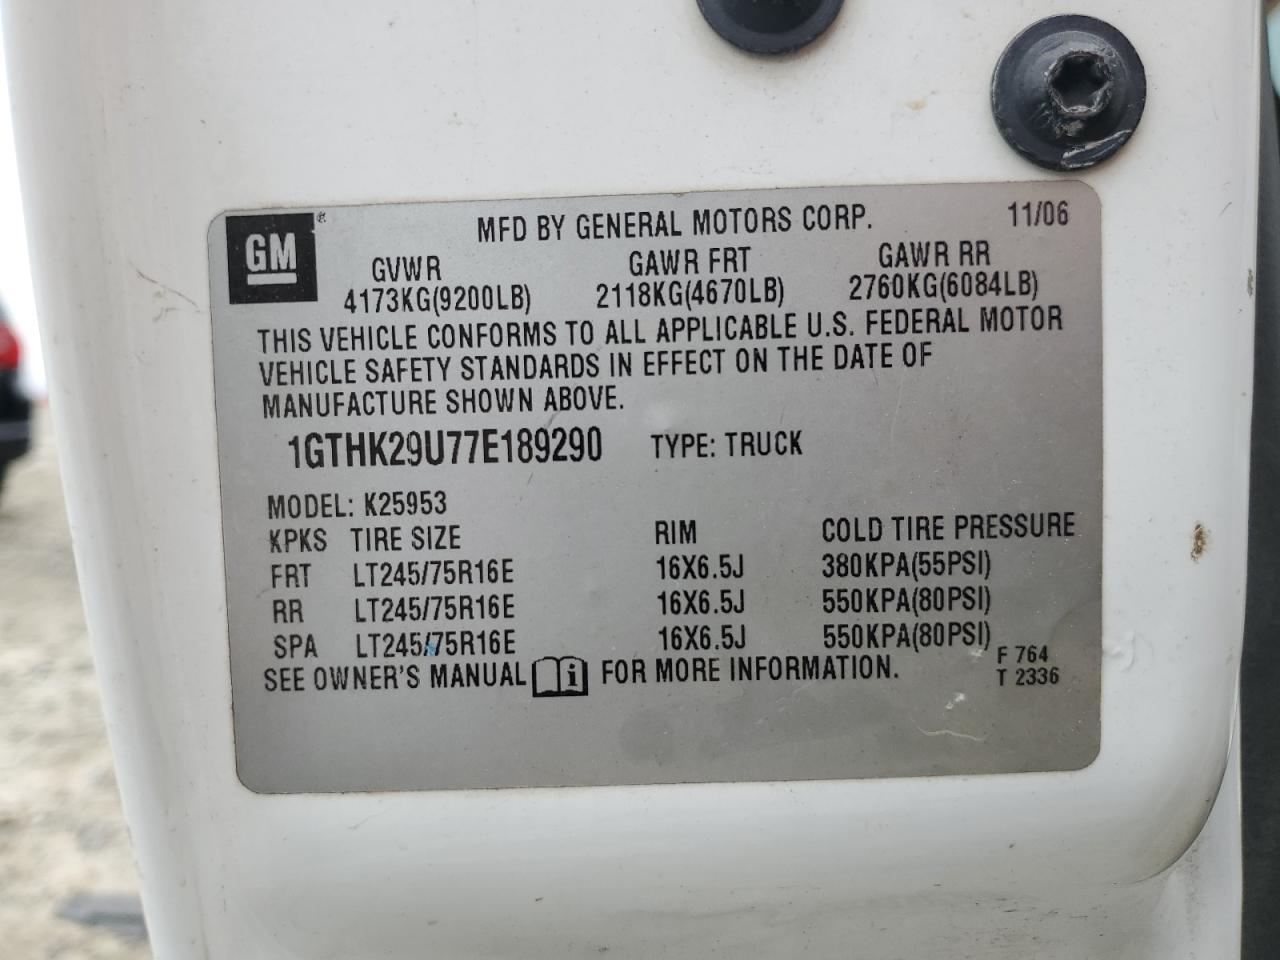 GM ® MFD BY GENERAL MOTORS CORP. 11/06
GVWR GAWR FRT GAWR RR
4173KG(9200LB) 2118KG(4670LB) 2760KG(6084LB)
THIS VEHICLE CONFORMS TO ALL APPLICABLE U.S. FEDERAL MOTOR
VEHICLE SAFETY STANDARDS IN EFFECT ON THE DATE OF
MANUFACTURE SHOWN ABOVE.
1GTHK29U77E189290 TYPE: TRUCK
MODEL: K25953
KPKS TIRE SIZE RIM COLD TIRE PRESSURE
FRT LT245/75R16E 16X6.5J 380KPA(55PSI)
RR LT245/75R16E 16X6.5J 550KPA(80PSI)
SPA LT245/75R16E 16X6.5J 550KPA(80PSI)
SEE OWNER'S MANUAL i FOR MORE INFORMATION.
F 764
T 2336